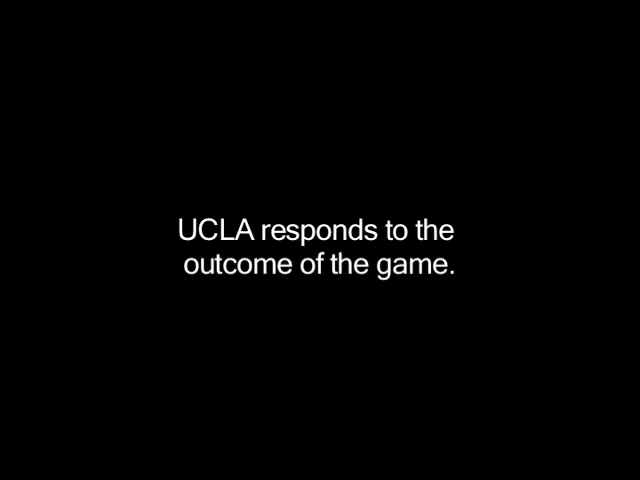 UCLA responds to the
outcome of the game.